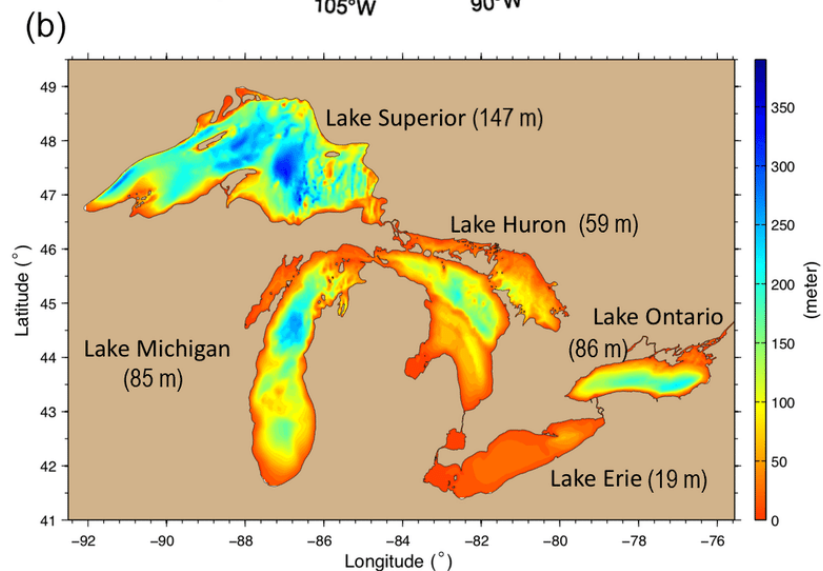 105°W 90°W
(b)
49
48
47
46
45
44
43
42
41
Latitude (°)
Lake Superior (147 m)
Lake Huron (59 m)
Lake Ontario
(86 m)
Lake Michigan
(85 m)
Lake Erie (19 m)
−92 −90 −88 −86 −84 −82 −80 −78 −76
Longitude (°)
350
300
250
200
150
100
50
0
(meter)